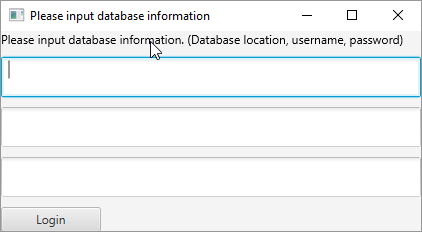 Please input database information
Please input database information. (Database location, username, password)
Login